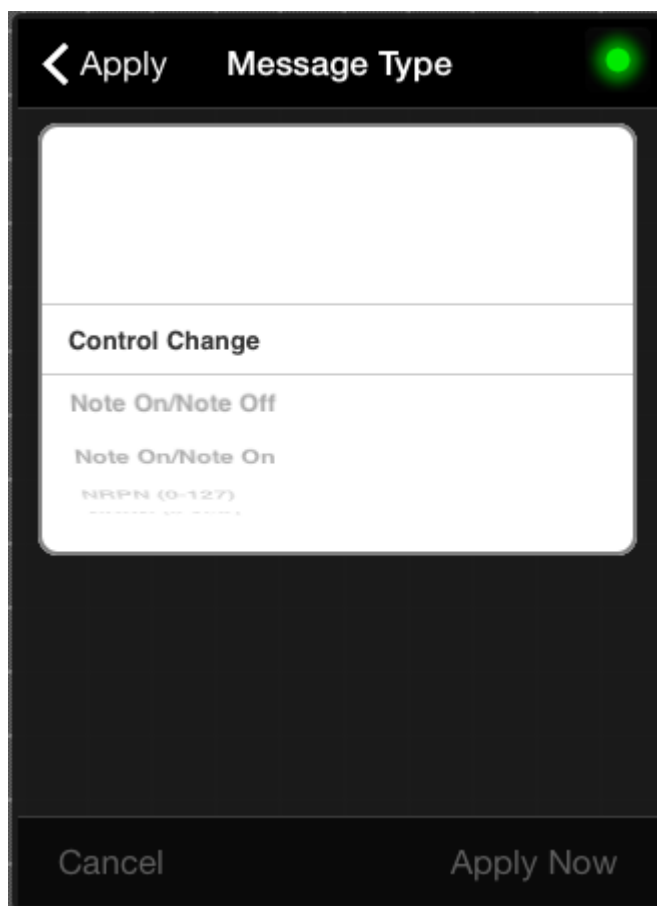 Apply Message Type
Control Change
Note On/Note Off
Note On/Note On
NRPN (0-127)
Cancel Apply Now